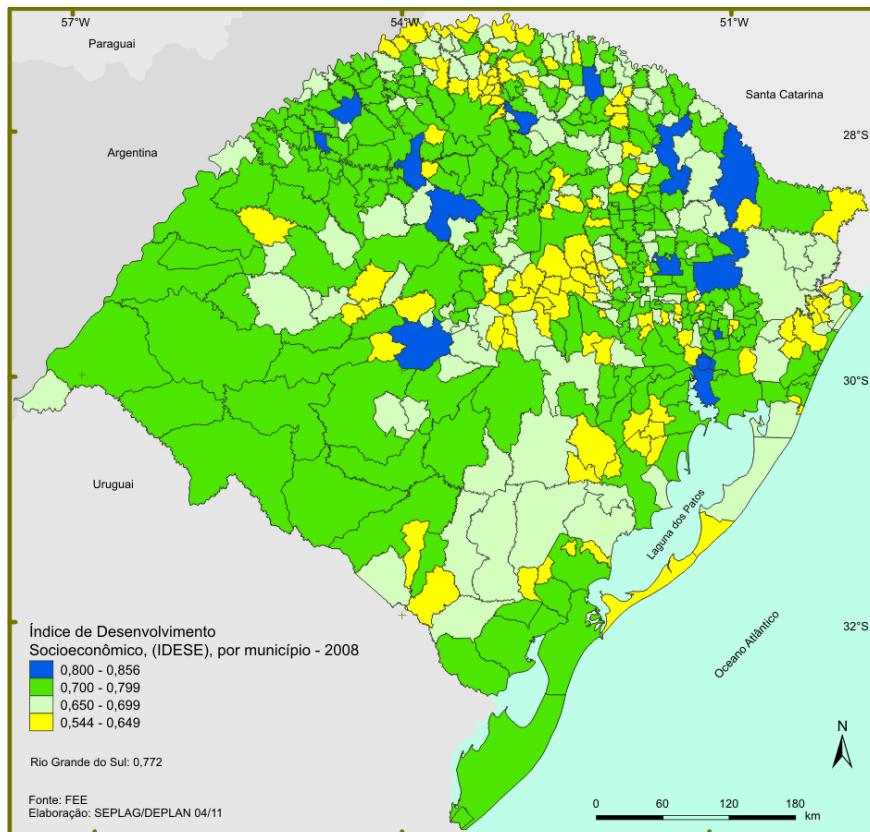 57°W
54°W
51°W
Paraguai
Santa Catarina
28°S
Argentina
30°S
Uruguai
Laguna dos Patos
32°S
Oceano Atlântico
Índice de Desenvolvimento
Socioeconômico, (IDESE), por município - 2008
0,800 - 0,856
0,700 - 0,799
0,650 - 0,699
0,544 - 0,649
Rio Grande do Sul: 0,772
N
Fonte: FEE
Elaboração: SEPLAG/DEPLAN 04/11
0 60 120 180
km